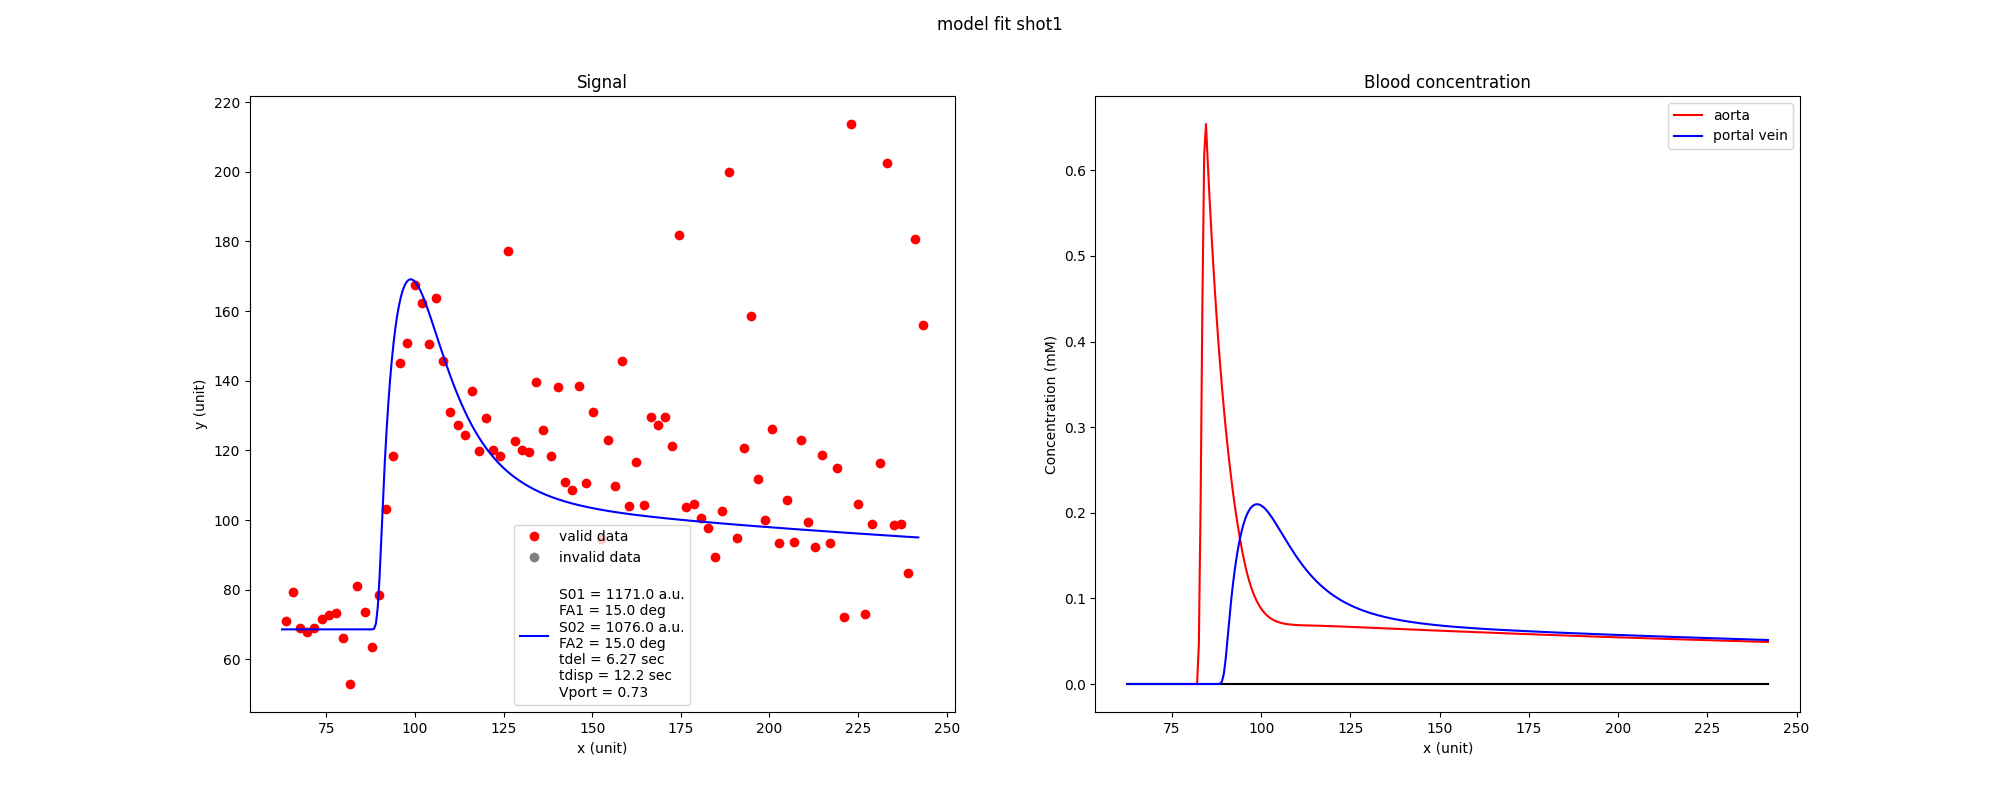 model fit shot1
Signal
220
200
180
160
140
120
100
80
60
y (unit)
75
100
125
150
175
200
225
250
x (unit)
valid data
invalid data
S01 = 1171.0 a.u.
FA1 = 15.0 deg
S02 = 1076.0 a.u.
FA2 = 15.0 deg
tdel = 6.27 sec
tdisp = 12.2 sec
Vport = 0.73
Blood concentration
0.6
0.5
0.4
0.3
0.2
0.1
0.0
Concentration (mM)
75
100
125
150
175
200
225
250
x (unit)
aorta
portal vein